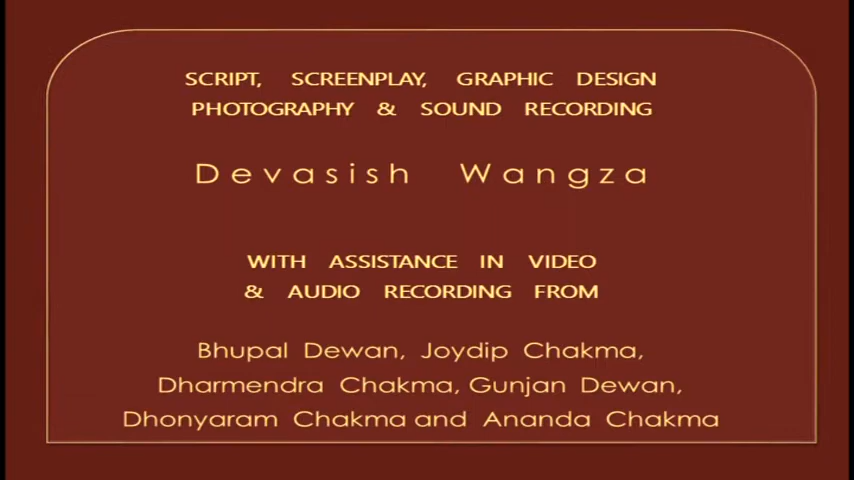 SCRIPT, SCREENPLAY, GRAPHIC DESIGN
PHOTOGRAPHY & SOUND RECORDING
Devasish Wangza
WITH ASSISTANCE IN VIDEO
& AUDIO RECORDING FROM
Bhupal Dewan, Joydip Chakma,
Dharmendra Chakma, Gunjan Dewan,
Dhonyaram Chakma and Ananda Chakma